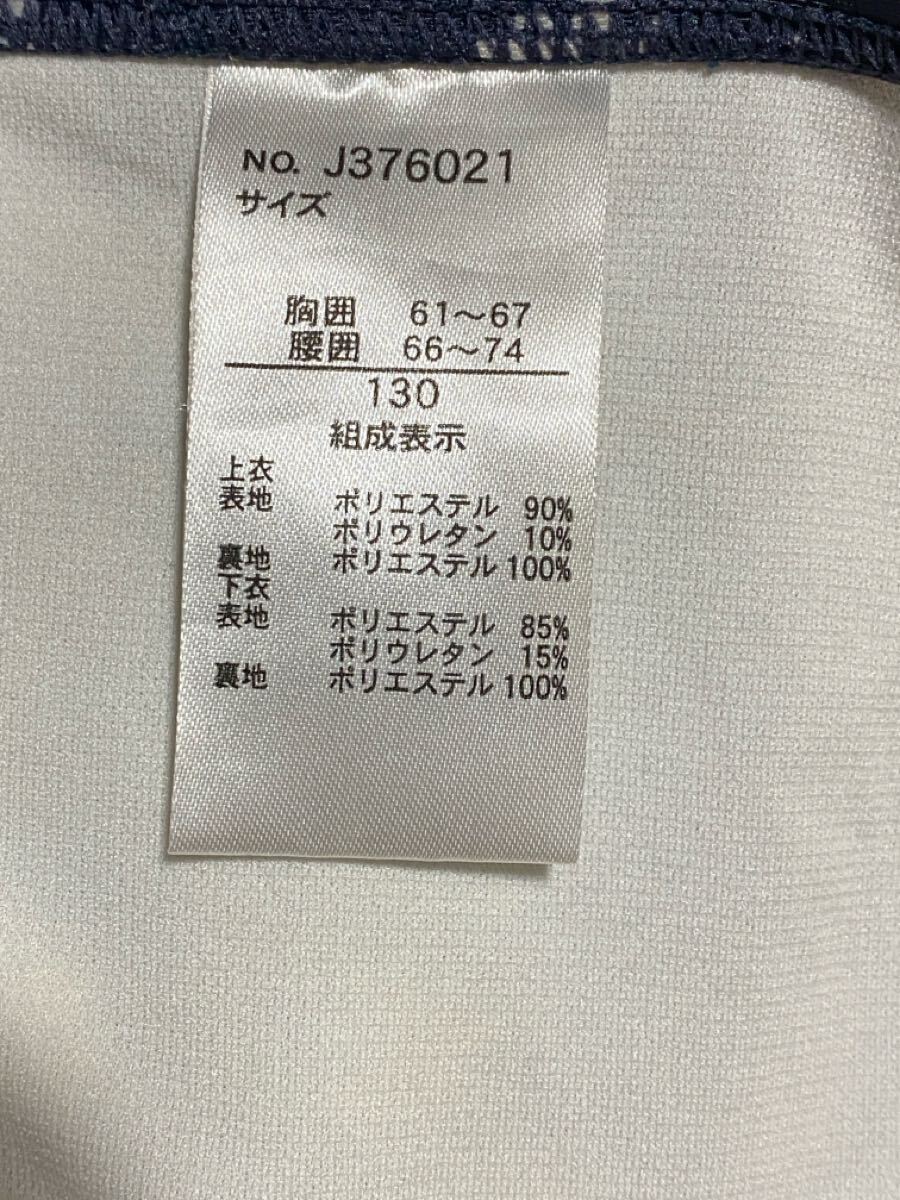 NO. J376021
サイズ
胸囲 61～67
腰囲 66～74
130
組成表示
上衣
表地 ポリエステル 90%
ポリウレタン 10%
裏地 ポリエステル 100%
下衣
表地 ポリエステル 85%
ポリウレタン 15%
裏地 ポリエステル 100%